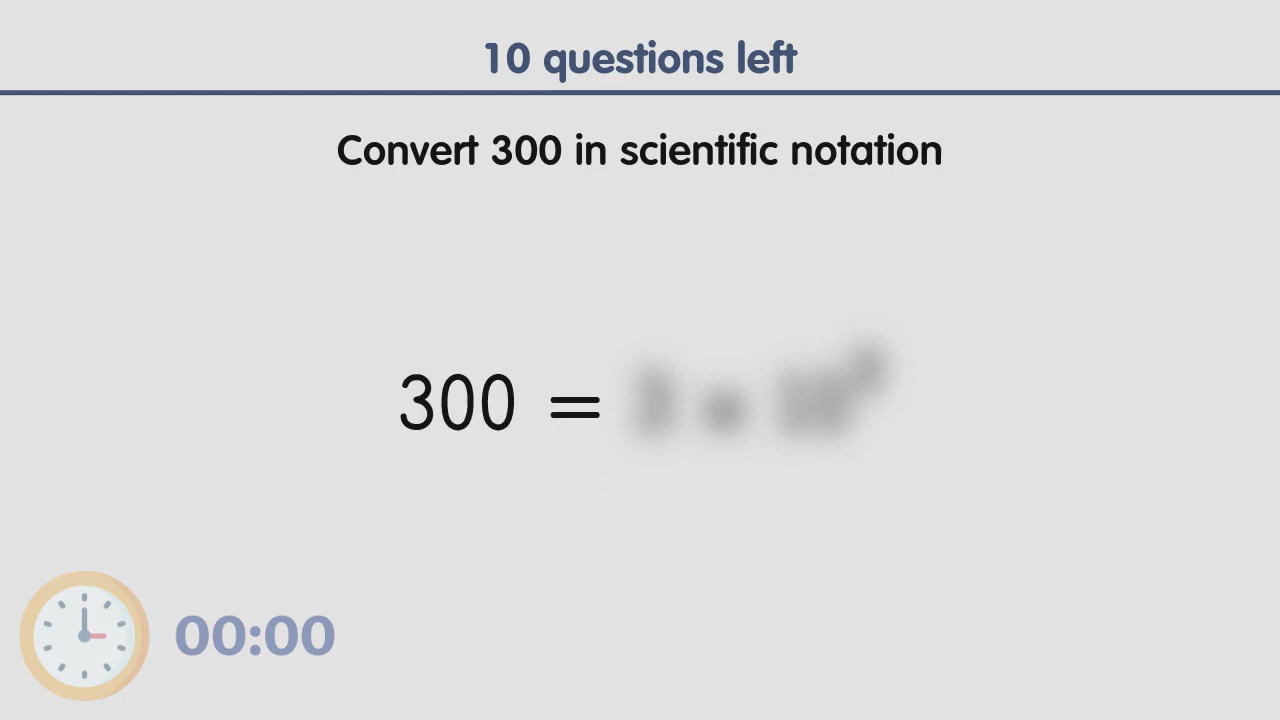 10 questions left
Convert 300 in scientific notation
300 =
00:00